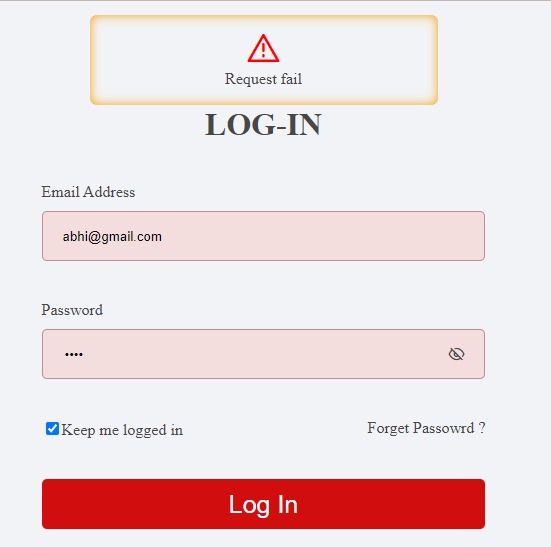 Request fail
LOG-IN
Email Address
abhi@gmail.com
Password
••••
Keep me logged in
Forget Passowrd ?
Log In